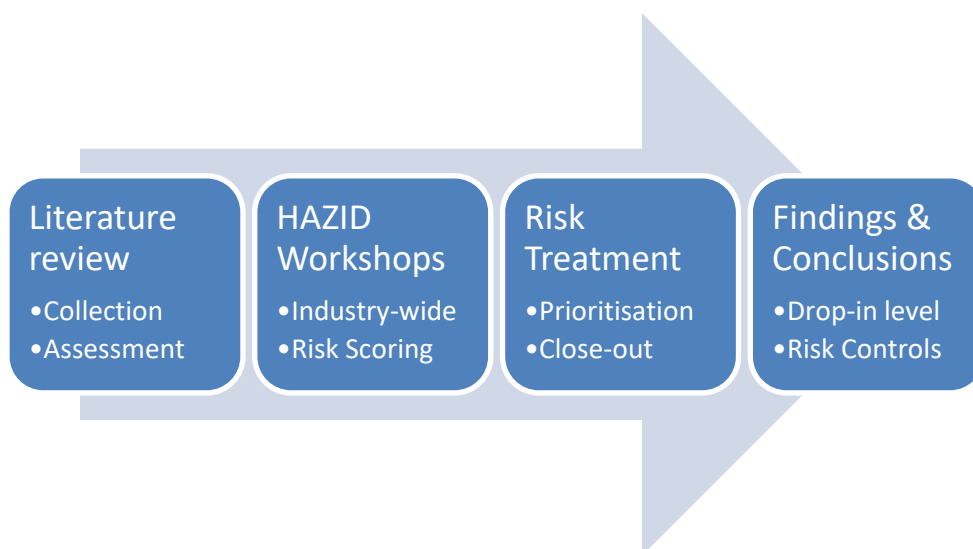 Literature
review
•Collection
•Assessment
HAZID
Workshops
•Industry-wide
•Risk Scoring
Risk
Treatment
•Prioritisation
•Close-out
Findings &
Conclusions
•Drop-in level
•Risk Controls